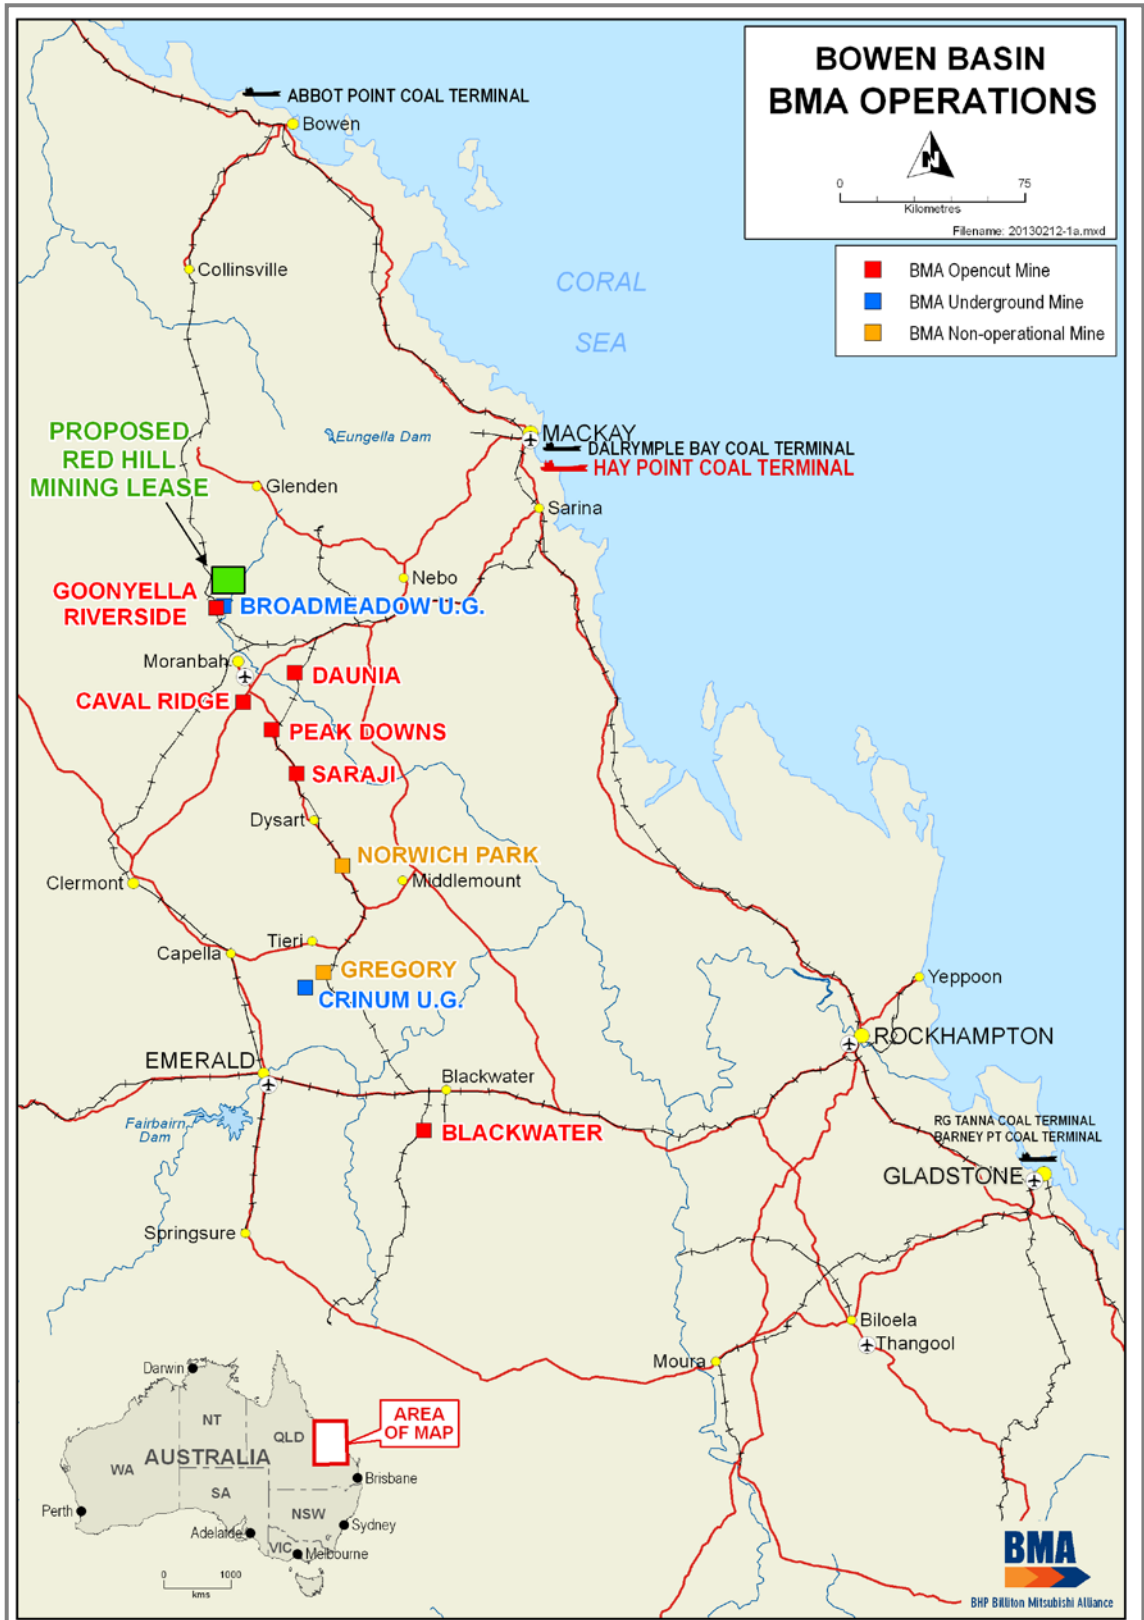 BOWEN BASIN
BMA OPERATIONS
N
0 75
Kilometres
Filename: 20130212-1a.mxd
BMA Opencut Mine
BMA Underground Mine
BMA Non-operational Mine
ABBOT POINT COAL TERMINAL
Bowen
Collinsville
CORAL
SEA
PROPOSED
RED HILL
MINING LEASE
Eungella Dam
MACKAY
DALRYMPLE BAY COAL TERMINAL
HAY POINT COAL TERMINAL
Glenden
Sarina
Nebo
GOONYELLA
RIVERSIDE
BROADMEADOW U.G.
Moranbah
DAUNIA
CAVAL RIDGE
PEAK DOWNS
SARAJI
Dysart
NORWICH PARK
Clermont
Middlemount
Tieri
Capella
GREGORY
CRINUM U.G.
Yeppoon
ROCKHAMPTON
EMERALD
Blackwater
Fairbairn
Dam
BLACKWATER
RG TANNA COAL TERMINAL
BARNEY PT COAL TERMINAL
GLADSTONE
Springsure
Biloela
Thangool
Moura
Darwin
NT
QLD
AREA
OF MAP
AUSTRALIA
WA
Brisbane
SA
NSW
Perth
Adelaide
Sydney
VIC
Melbourne
0 1000
kms
BMA
BHP Billiton Mitsubishi Alliance